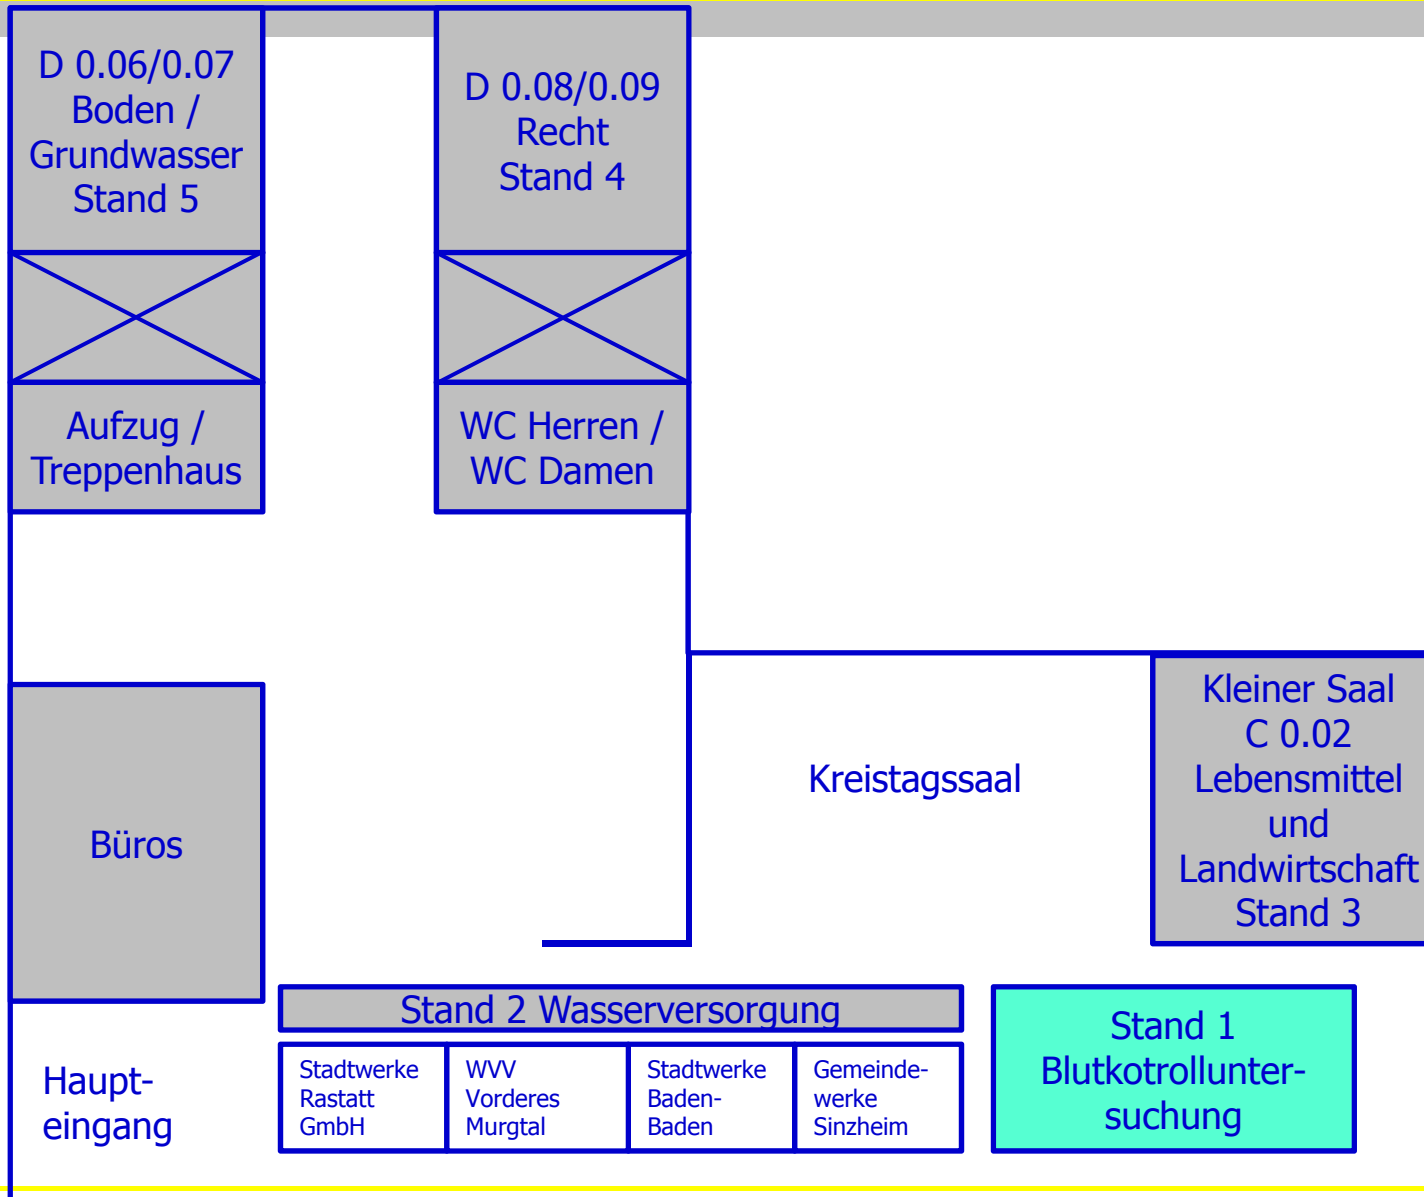 D 0.06/0.07
Boden /
Grundwasser
Stand 5
D 0.08/0.09
Recht
Stand 4
Aufzug /
Treppenhaus
WC Herren /
WC Damen
Büros
Kreistagssaal
Kleiner Saal
C 0.02
Lebensmittel
und
Landwirtschaft
Stand 3
Haupt-
eingang
Stand 2 Wasserversorgung
Stadtwerke
Rastatt
GmbH
WVV
Vorderes
Murgtal
Stadtwerke
Baden-
Baden
Gemeinde-
werke
Sinzheim
Stand 1
Blutkotrollunter-
suchung